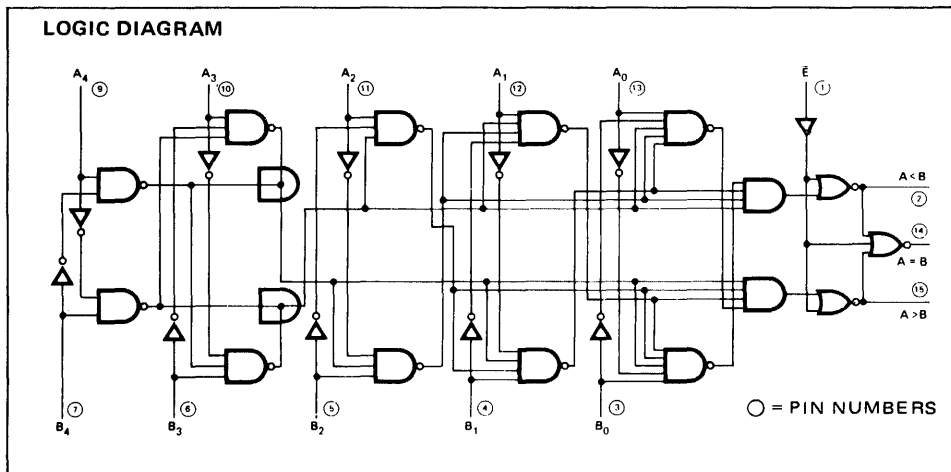 LOGIC DIAGRAM
A4 A3 A2 A1 A0 Ē
9 10 11 12 13 1
A < B
2
14
A = B
15
A > B
7 6 5 4 3
B4 B3 B2 B1 B0
○ = PIN NUMBERS